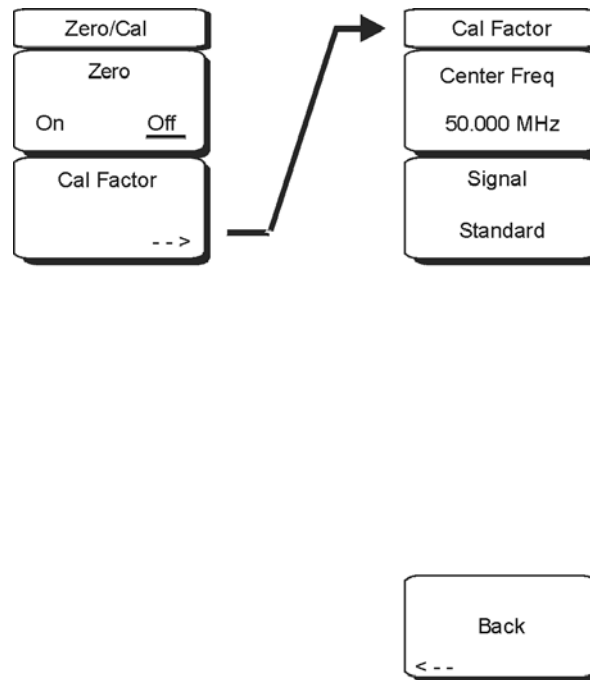 Zero/Cal
Zero
On Off
Cal Factor
-->
Cal Factor
Center Freq
50.000 MHz
Signal
Standard
Back
<--